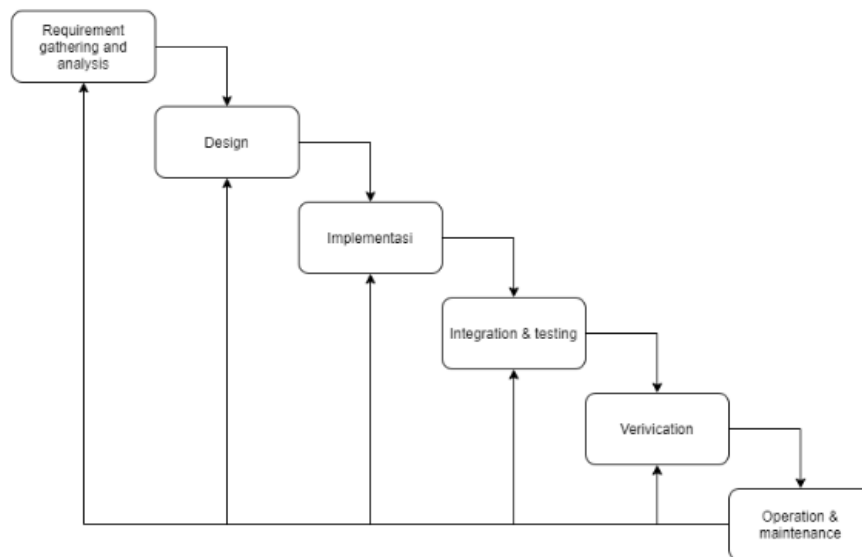 Requirement
gathering and
analysis
Design
Implementasi
Integration & testing
Verivication
Operation &
maintenance